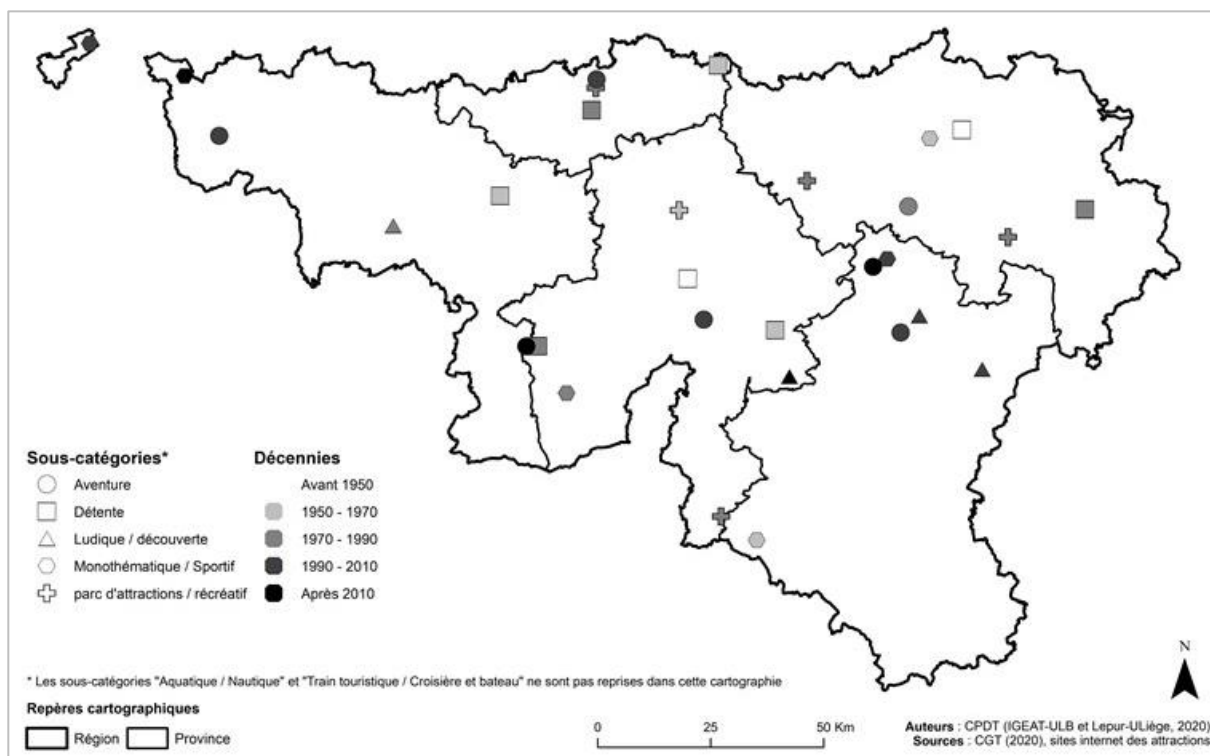 Sous-catégories*
Aventure
Détente
Ludique / découverte
Monothématique / Sportif
parc d'attractions / récréatif
Décennies
Avant 1950
1950 - 1970
1970 - 1990
1990 - 2010
Après 2010
N
* Les sous-catégories "Aquatique / Nautique" et "Train touristique / Croisière et bateau" ne sont pas reprises dans cette cartographie
Repères cartographiques
Région
Province
0 25 50 Km
Auteurs : CPDT (IGEAT-ULB et Lepur-ULiège, 2020)
Sources : CGT (2020), sites internet des attractions